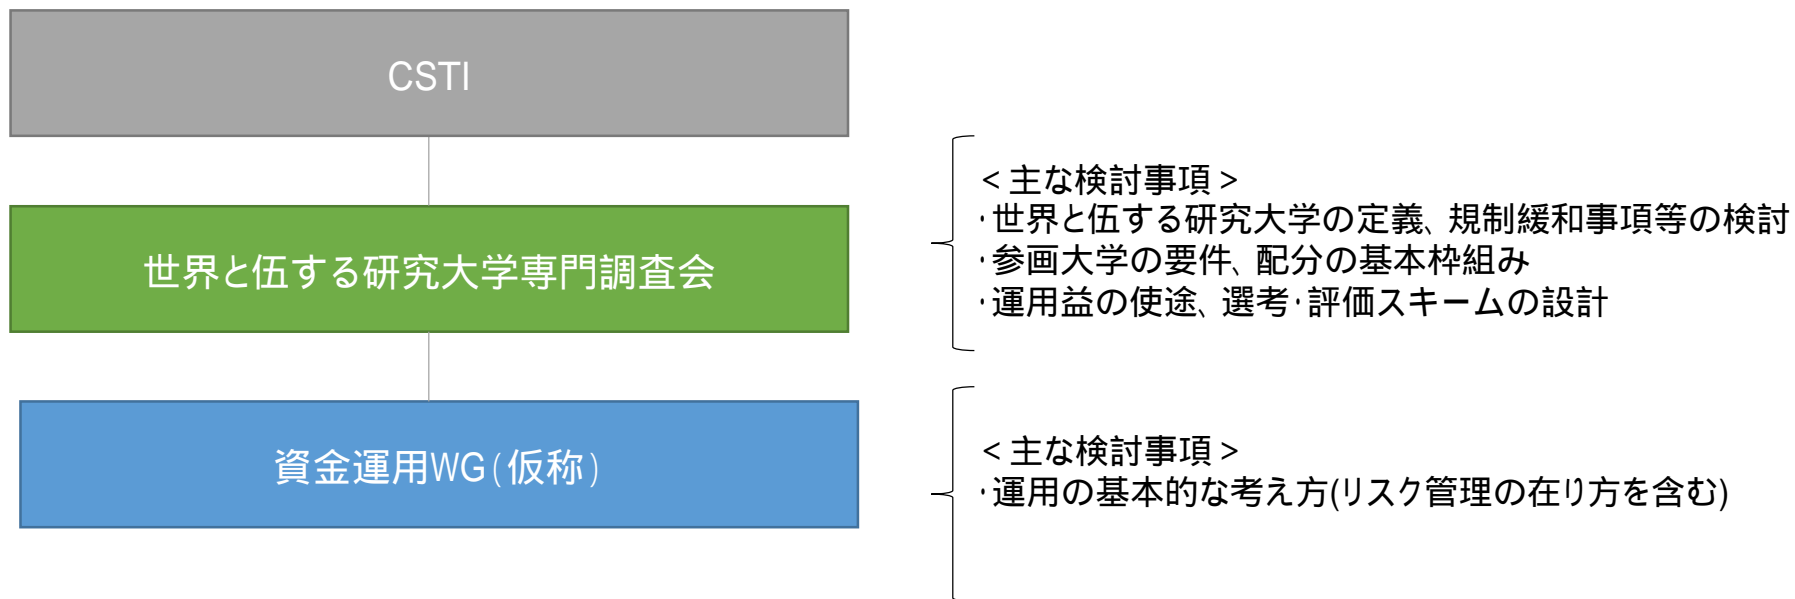 CSTI
世界と伍する研究大学専門調査会
<主な検討事項>
・世界と伍する研究大学の定義、規制緩和事項等の検討
・参画大学の要件、配分の基本枠組み
・運用益の使途、選考・評価スキームの設計
資金運用WG(仮称)
<主な検討事項>
・運用の基本的な考え方(リスク管理の在り方を含む)